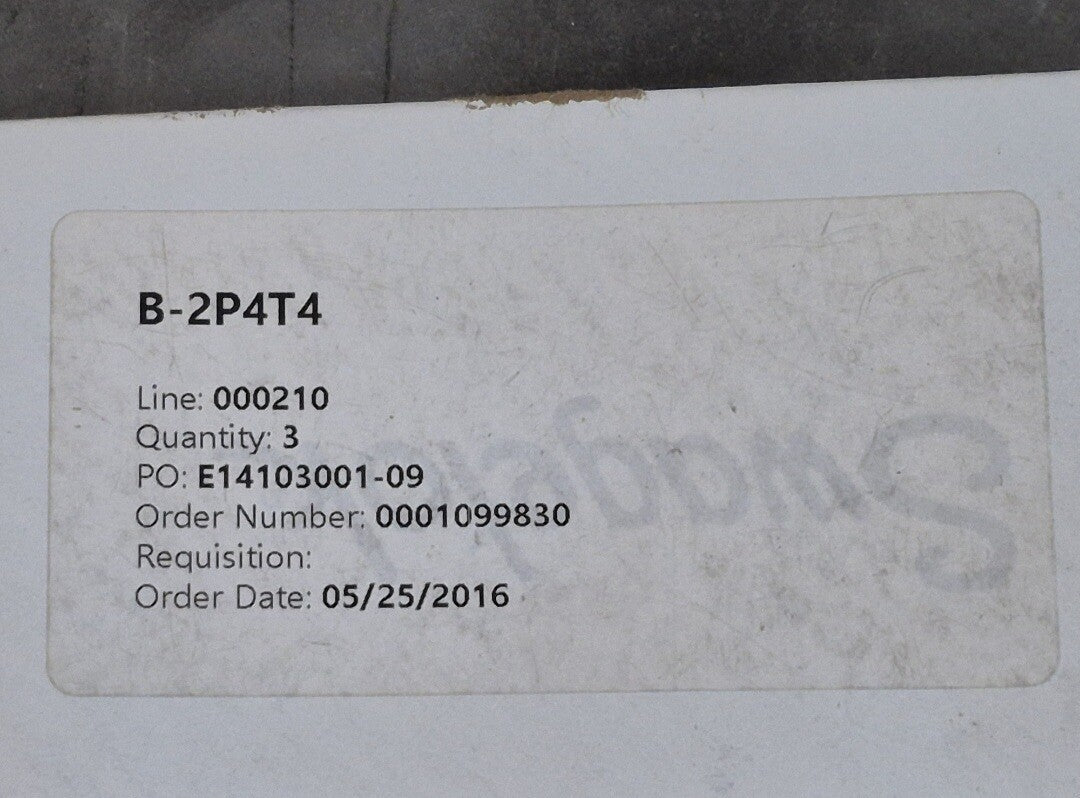 B-2P4T4
Line: 000210
Quantity: 3
PO: E14103001-09
Order Number: 0001099830
Requisition:
Order Date: 05/25/2016